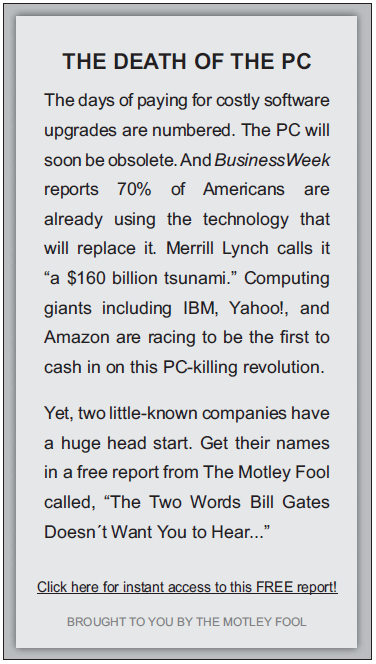 THE DEATH OF THE PC
The days of paying for costly software
upgrades are numbered. The PC will
soon be obsolete. And BusinessWeek
reports 70% of Americans are
already using the technology that
will replace it. Merrill Lynch calls it
“a $160 billion tsunami.” Computing
giants including IBM, Yahoo!, and
Amazon are racing to be the first to
cash in on this PC-killing revolution.
Yet, two little-known companies have
a huge head start. Get their names
in a free report from The Motley Fool
called, “The Two Words Bill Gates
Doesn´t Want You to Hear...”
Click here for instant access to this FREE report!
BROUGHT TO YOU BY THE MOTLEY FOOL